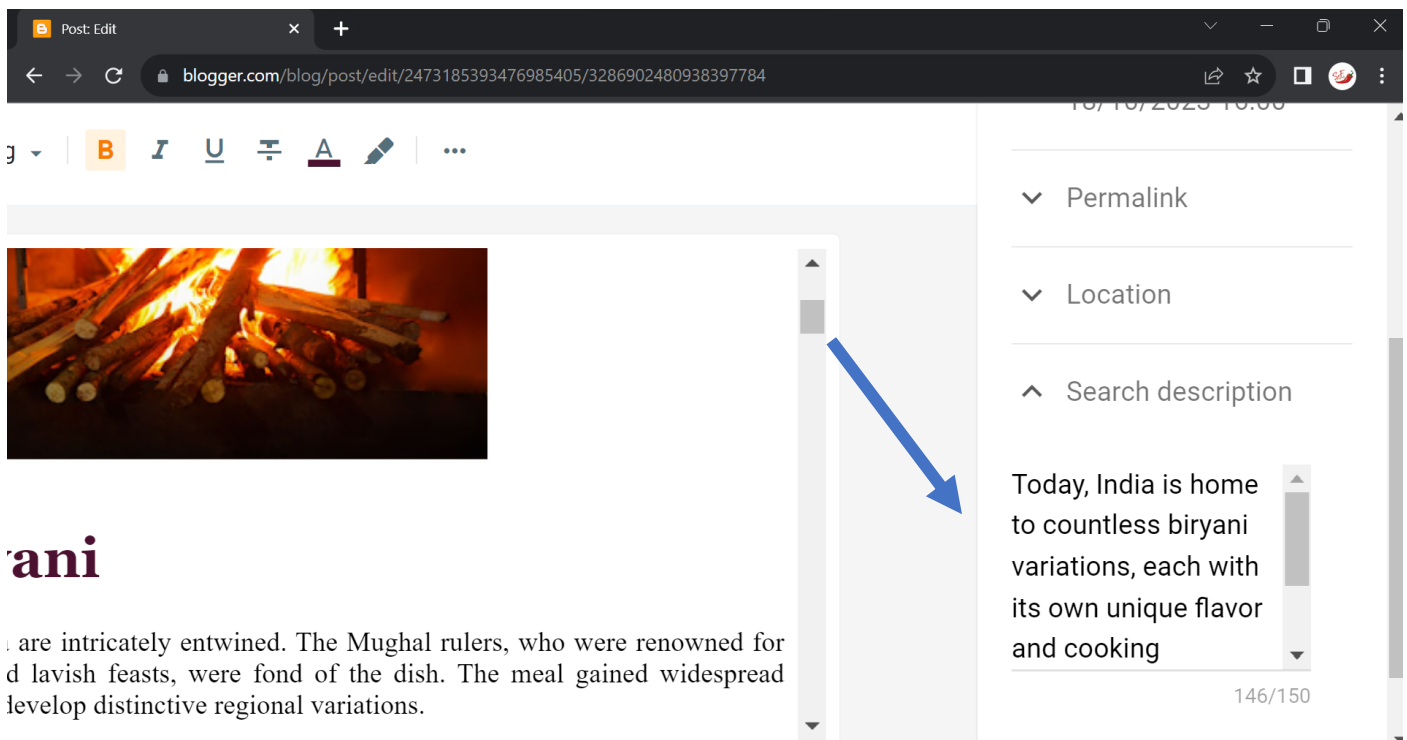 Post: Edit
blogger.com/blog/post/edit/2473185393476985405/3286902480938397784
B I U A
Permalink
Location
Search description
Today, India is home
to countless biryani
variations, each with
its own unique flavor
and cooking
146/150
are intricately entwined. The Mughal rulers, who were renowned for
lavish feasts, were fond of the dish. The meal gained widespread
develop distinctive regional variations.